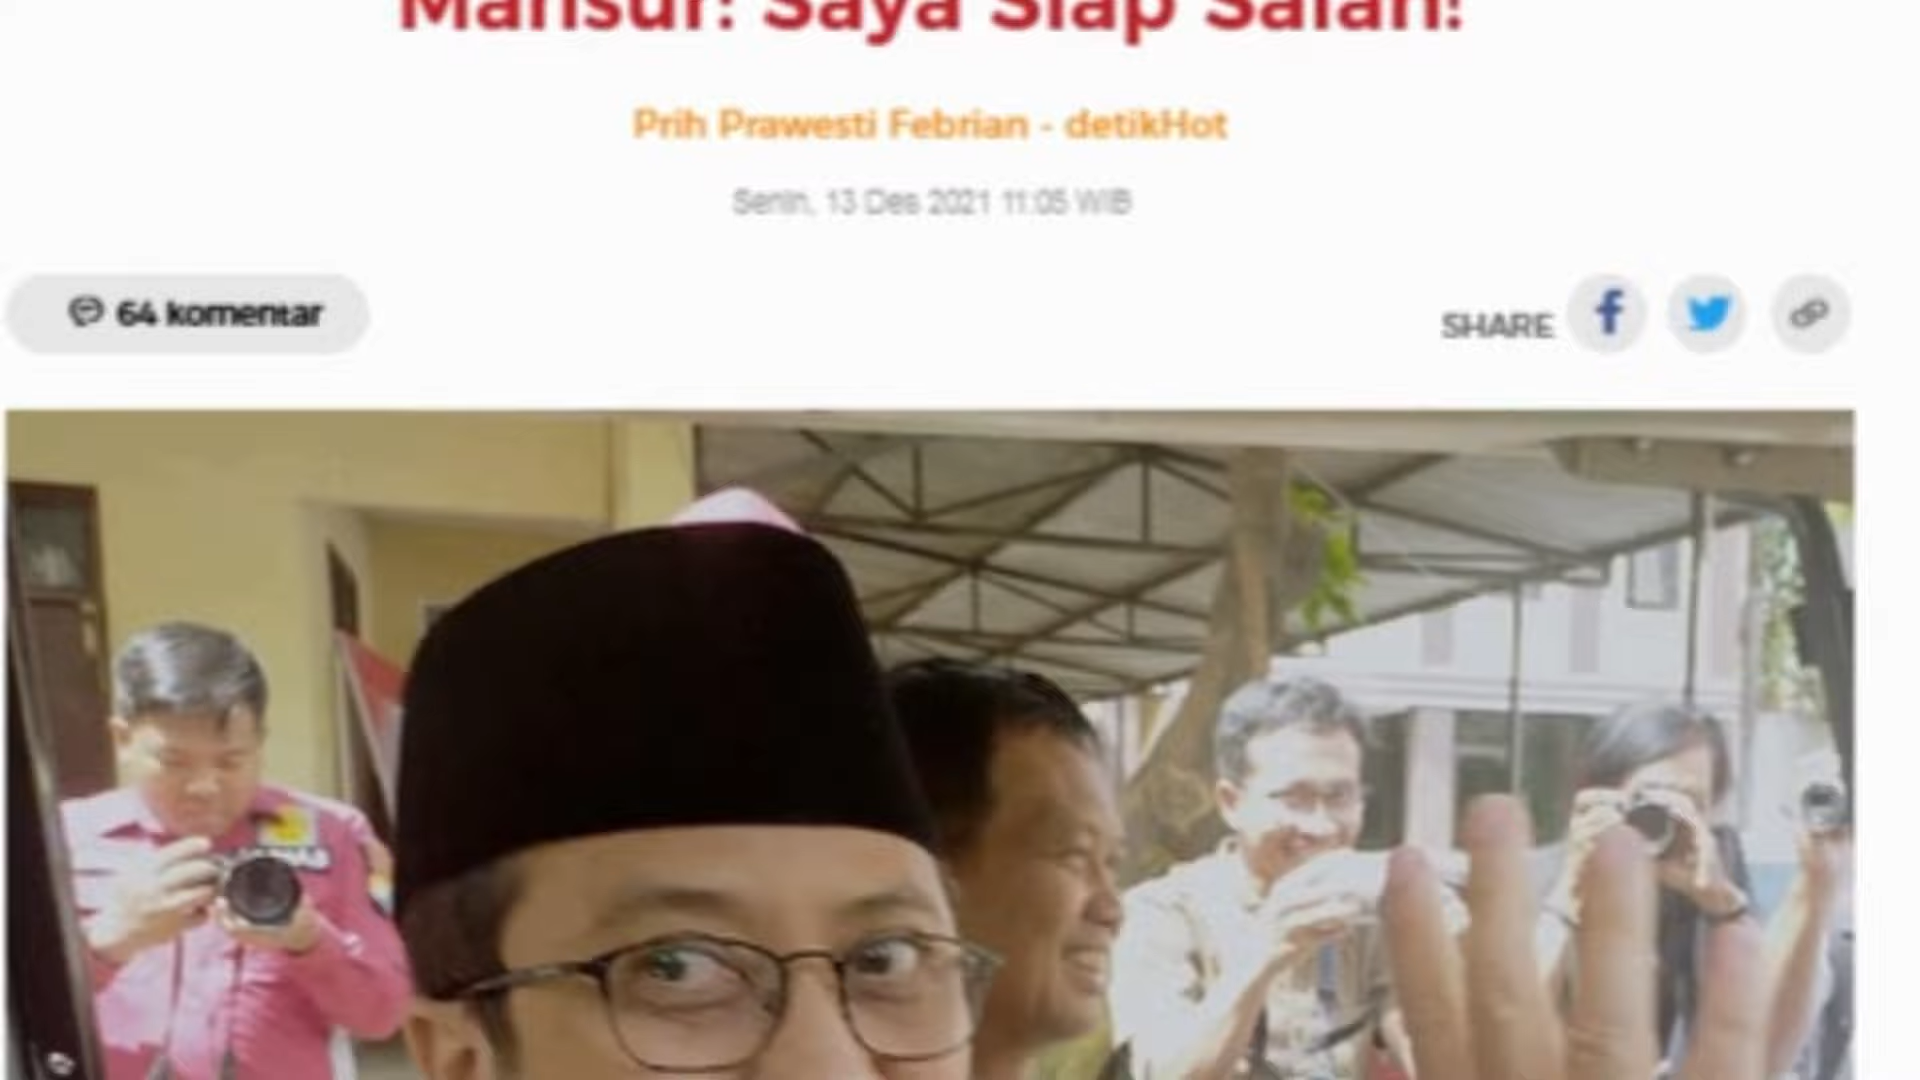 Mansur: Saya Siap Salah!
Prih Prawesti Febrian - detikHot
Senin, 13 Des 2021 11:05 WIB
64 komentar
SHARE